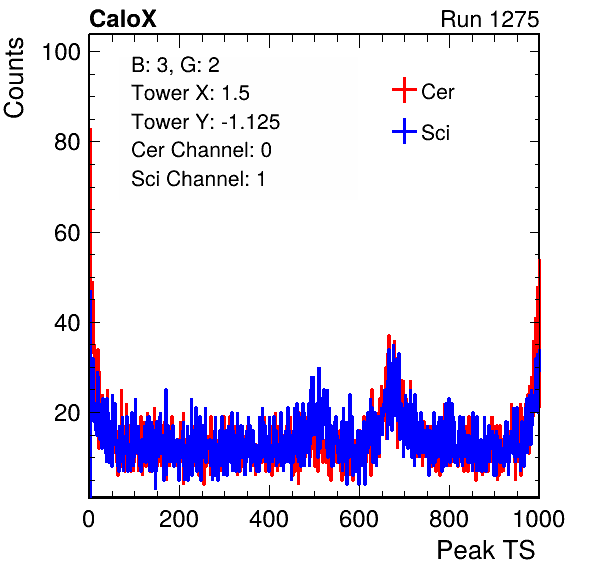 CaloX Run 1275
Counts
100
80
60
40
20
B: 3, G: 2
Tower X: 1.5
Tower Y: -1.125
Cer Channel: 0
Sci Channel: 1
Cer
Sci
0 200 400 600 800 1000
Peak TS